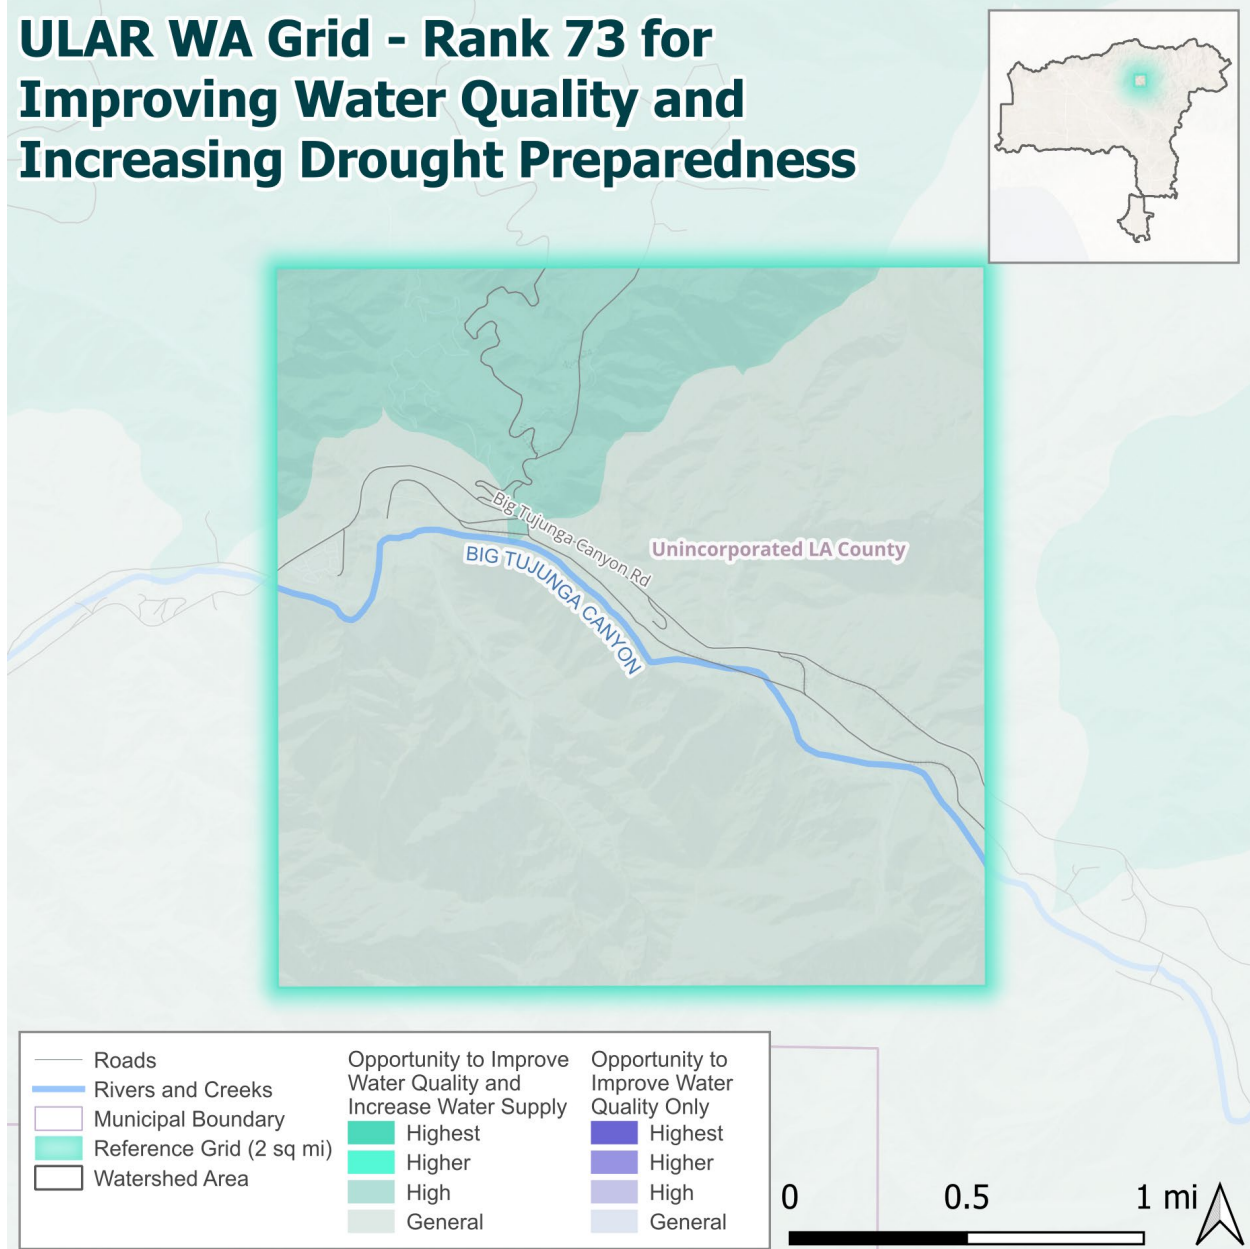 ULAR WA Grid - Rank 73 for
Improving Water Quality and
Increasing Drought Preparedness
Big Tujunga Canyon Rd
Unincorporated LA County
BIG TUJUNGA CANYON
Roads
Rivers and Creeks
Municipal Boundary
Reference Grid (2 sq mi)
Watershed Area
Opportunity to Improve
Water Quality and
Increase Water Supply
Highest
Higher
High
General
Opportunity to
Improve Water
Quality Only
Highest
Higher
High
General
0 0.5 1 mi